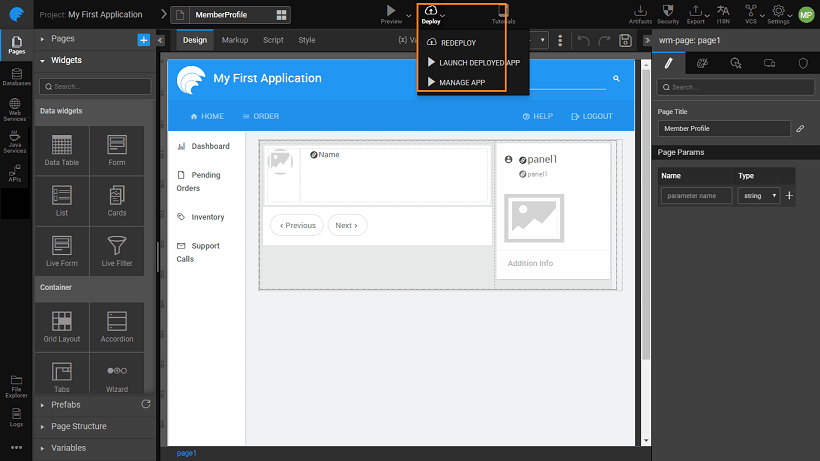 Project: My First Application
MemberProfile
Preview
Deploy
Tutorials
Artifacts
Security
Export
I18N
VCS
Settings
MP
REDEPLOY
LAUNCH DEPLOYED APP
MANAGE APP
Pages
Databases
Web
Services
Java
Services
APIs
File
Explorer
Logs
Pages
Widgets
Search...
Data widgets
Data Table
Form
List
Cards
Live Form
Live Filter
Container
Grid Layout
Accordion
Tabs
Wizard
Prefabs
Page Structure
Variables
Design
Markup
Script
Style
(x)
My First Application
HOME
ORDER
HELP
LOGOUT
Dashboard
Pending
Orders
Inventory
Support
Calls
Name
‹ Previous
Next ›
panel1
panel1
Addition Info
page1
wm-page: page1
Search...
Page Title
Member Profile
Page Params
Name
Type
parameter name
string